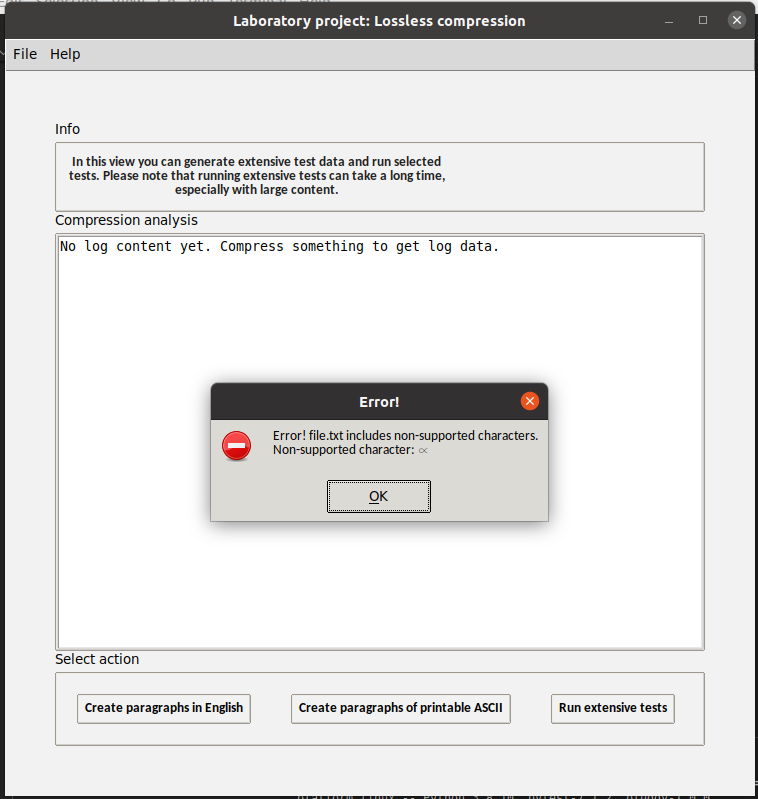 Laboratory project: Lossless compression
File Help
Info
In this view you can generate extensive test data and run selected
tests. Please note that running extensive tests can take a long time,
especially with large content.
Compression analysis
No log content yet. Compress something to get log data.
Error!
Error! file.txt includes non-supported characters.
Non-supported character: ∝
OK
Select action
Create paragraphs in English
Create paragraphs of printable ASCII
Run extensive tests